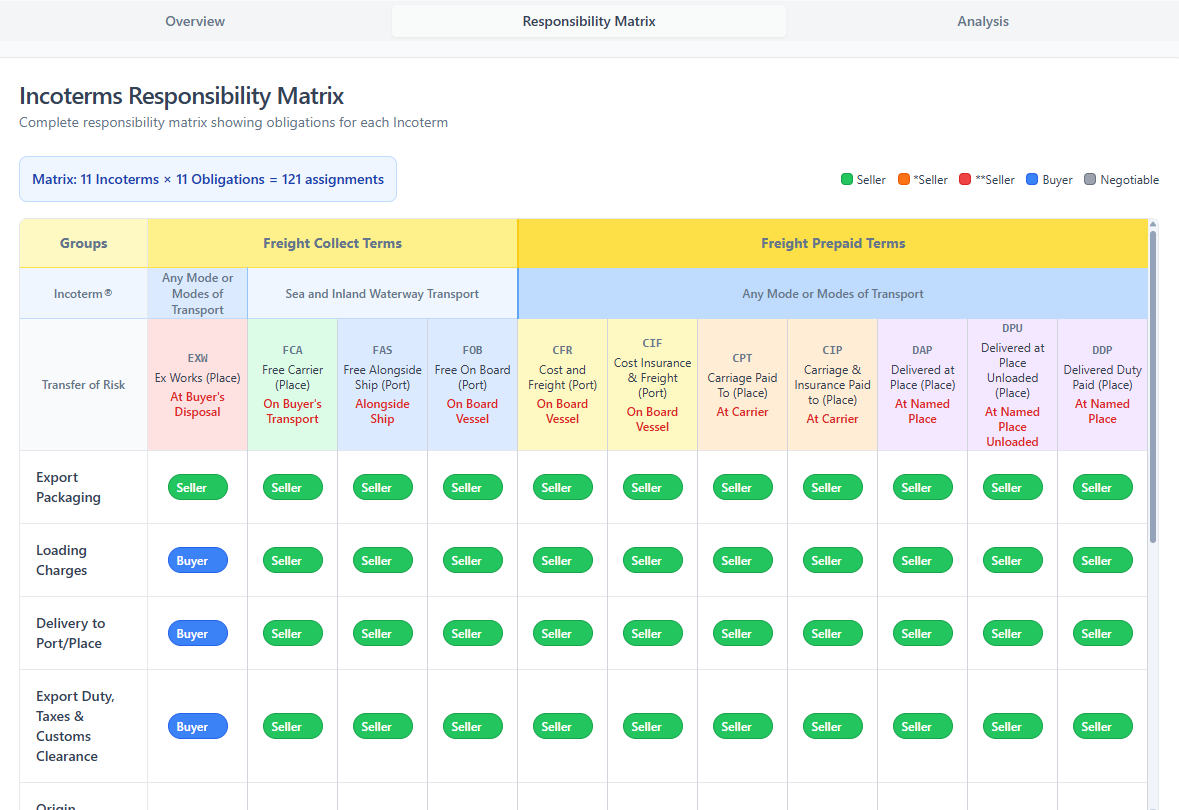 Overview
Responsibility Matrix
Analysis
Incoterms Responsibility Matrix
Complete responsibility matrix showing obligations for each Incoterm
Matrix: 11 Incoterms × 11 Obligations = 121 assignments
Seller
*Seller
**Seller
Buyer
Negotiable
Groups
Freight Collect Terms
Freight Prepaid Terms
Incoterm®
Any Mode or
Modes of
Transport
Sea and Inland Waterway Transport
Any Mode or Modes of Transport
Transfer of Risk
EXW
Ex Works (Place)
At Buyer's
Disposal
FCA
Free Carrier
(Place)
On Buyer's
Transport
FAS
Free Alongside
Ship (Port)
Alongside
Ship
FOB
Free On Board
(Port)
On Board
Vessel
CFR
Cost and
Freight (Port)
On Board
Vessel
CIF
Cost Insurance
& Freight
(Port)
On Board
Vessel
CPT
Carriage Paid
To (Place)
At Carrier
CIP
Carriage &
Insurance Paid
to (Place)
At Carrier
DAP
Delivered at
Place (Place)
At Named
Place
DPU
Delivered at
Place
Unloaded
(Place)
At Named
Place
Unloaded
DDP
Delivered Duty
Paid (Place)
At Named
Place
Export
Packaging
Seller
Seller
Seller
Seller
Seller
Seller
Seller
Seller
Seller
Seller
Seller
Loading
Charges
Buyer
Seller
Seller
Seller
Seller
Seller
Seller
Seller
Seller
Seller
Seller
Delivery to
Port/Place
Buyer
Seller
Seller
Seller
Seller
Seller
Seller
Seller
Seller
Seller
Seller
Export Duty,
Taxes &
Customs
Clearance
Buyer
Seller
Seller
Seller
Seller
Seller
Seller
Seller
Seller
Seller
Seller
Origin